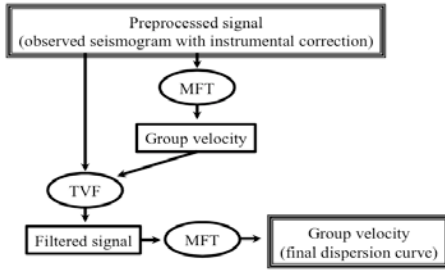 Preprocessed signal
(observed seismogram with instrumental correction)
MFT
Group velocity
TVF
Filtered signal
MFT
Group velocity
(final dispersion curve)